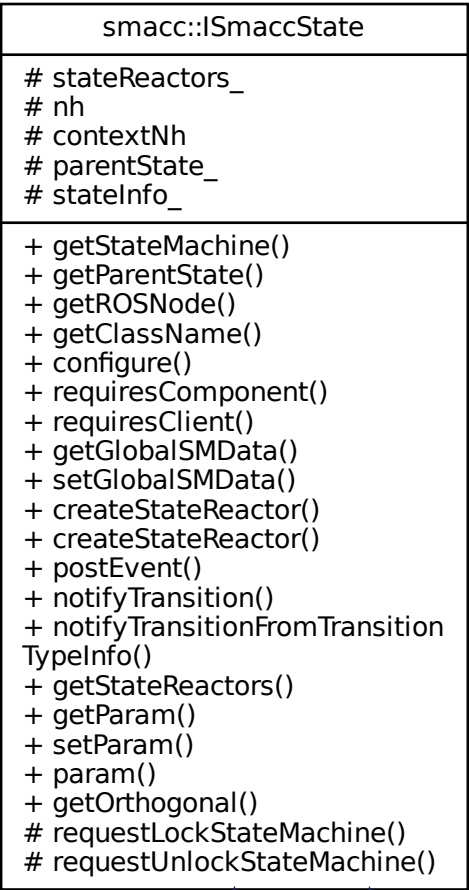 smacc::ISmaccState
# stateReactors_
# nh
# contextNh
# parentState_
# stateInfo_
+ getStateMachine()
+ getParentState()
+ getROSNode()
+ getClassName()
+ configure()
+ requiresComponent()
+ requiresClient()
+ getGlobalSMData()
+ setGlobalSMData()
+ createStateReactor()
+ createStateReactor()
+ postEvent()
+ notifyTransition()
+ notifyTransitionFromTransition
TypeInfo()
+ getStateReactors()
+ getParam()
+ setParam()
+ param()
+ getOrthogonal()
# requestLockStateMachine()
# requestUnlockStateMachine()